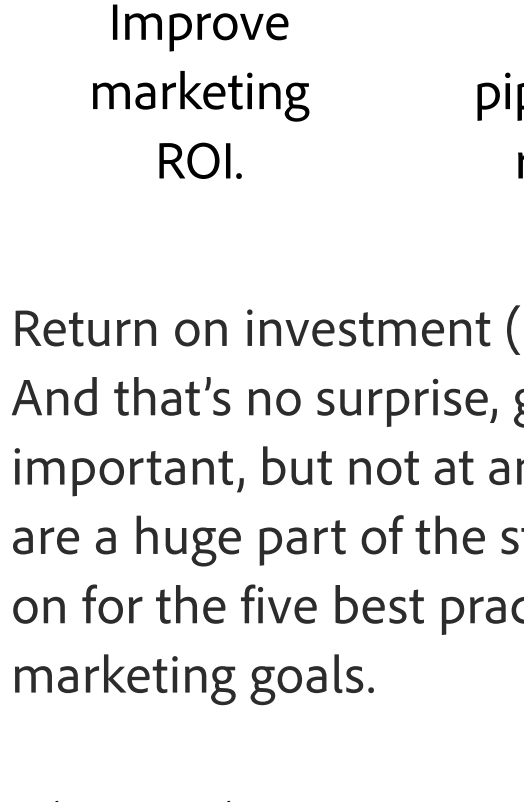 Improve
marketing
ROI.
Return on investment (
And that's no surprise,
important, but not at
are a huge part of the
on for the five best
marketing goals.